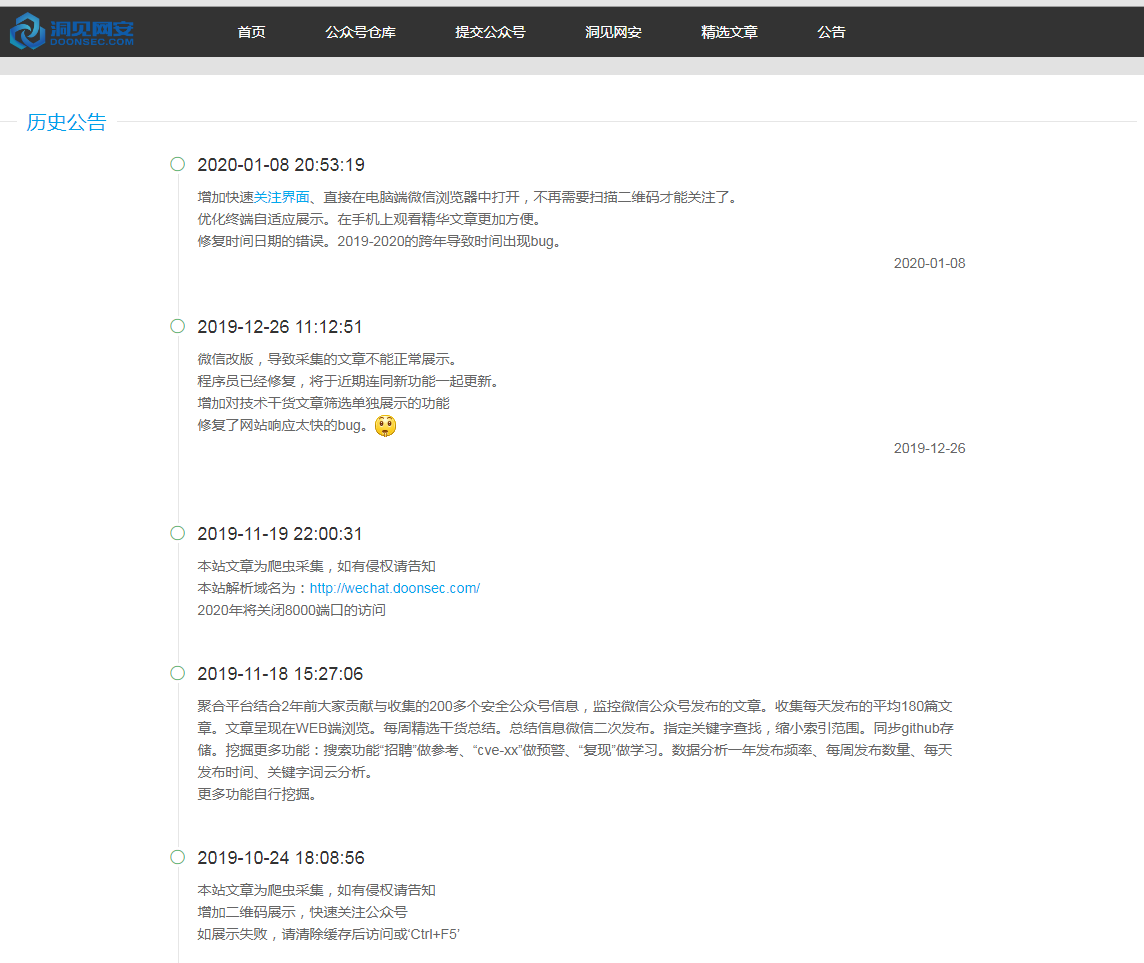 洞见网安
DOONSEC.COM
首页 公众号仓库 提交公众号 洞见网安 精选文章 公告
历史公告
2020-01-08 20:53:19
增加快速关注界面、直接在电脑端微信浏览器中打开，不再需要扫描二维码才能关注了。
优化终端自适应展示。在手机上观看精华文章更加方便。
修复时间日期的错误。2019-2020的跨年导致时间出现bug。
2020-01-08
2019-12-26 11:12:51
微信改版，导致采集的文章不能正常展示。
程序员已经修复，将于近期连同新功能一起更新。
增加对技术干货文章筛选单独展示的功能
修复了网站响应太快的bug。
2019-12-26
2019-11-19 22:00:31
本站文章为爬虫采集，如有侵权请告知
本站解析域名为：http://wechat.doonsec.com/
2020年将关闭8000端口的访问
2019-11-18 15:27:06
聚合平台结合2年前大家贡献与收集的200多个安全公众号信息，监控微信公众号发布的文章。收集每天发布的平均180篇文
章。文章呈现在WEB端浏览。每周精选干货总结。总结信息微信二次发布。指定关键字查找，缩小索引范围。同步github存
储。挖掘更多功能：搜索功能“招聘”做参考、“cve-xx”做预警、“复现”做学习。数据分析一年发布频率、每周发布数量、每天
发布时间、关键字词云分析。
更多功能自行挖掘。
2019-10-24 18:08:56
本站文章为爬虫采集，如有侵权请告知
增加二维码展示，快速关注公众号
如展示失败，请清除缓存后访问或‘Ctrl+F5’